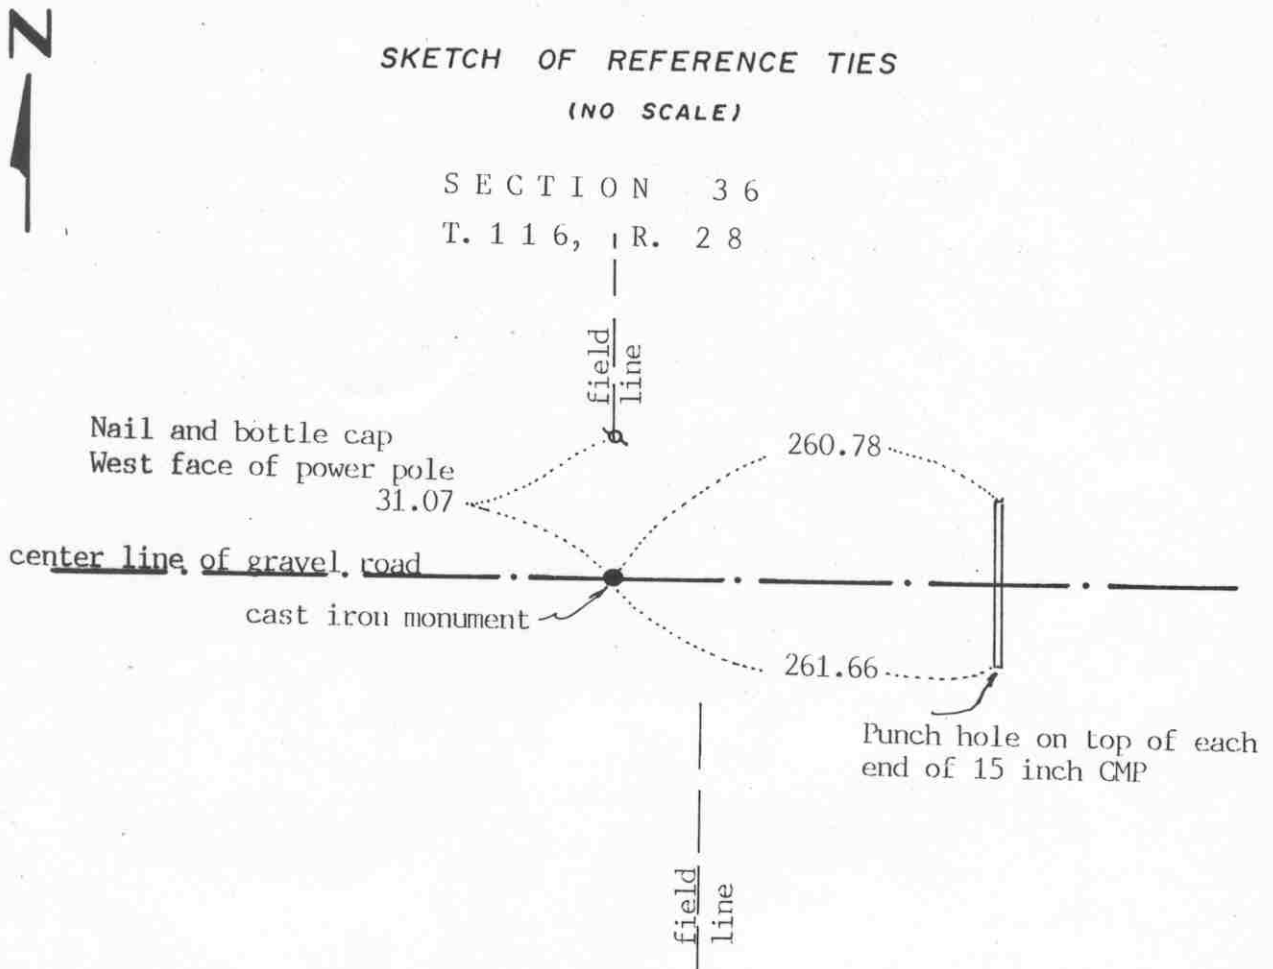 N
SKETCH OF REFERENCE TIES
(NO SCALE)
SECTION 36
T. 116, R. 28
field
line
Nail and bottle cap
West face of power pole
31.07
260.78
center line of gravel road
cast iron monument
261.66
Punch hole on top of each
end of 15 inch CMP
field
line